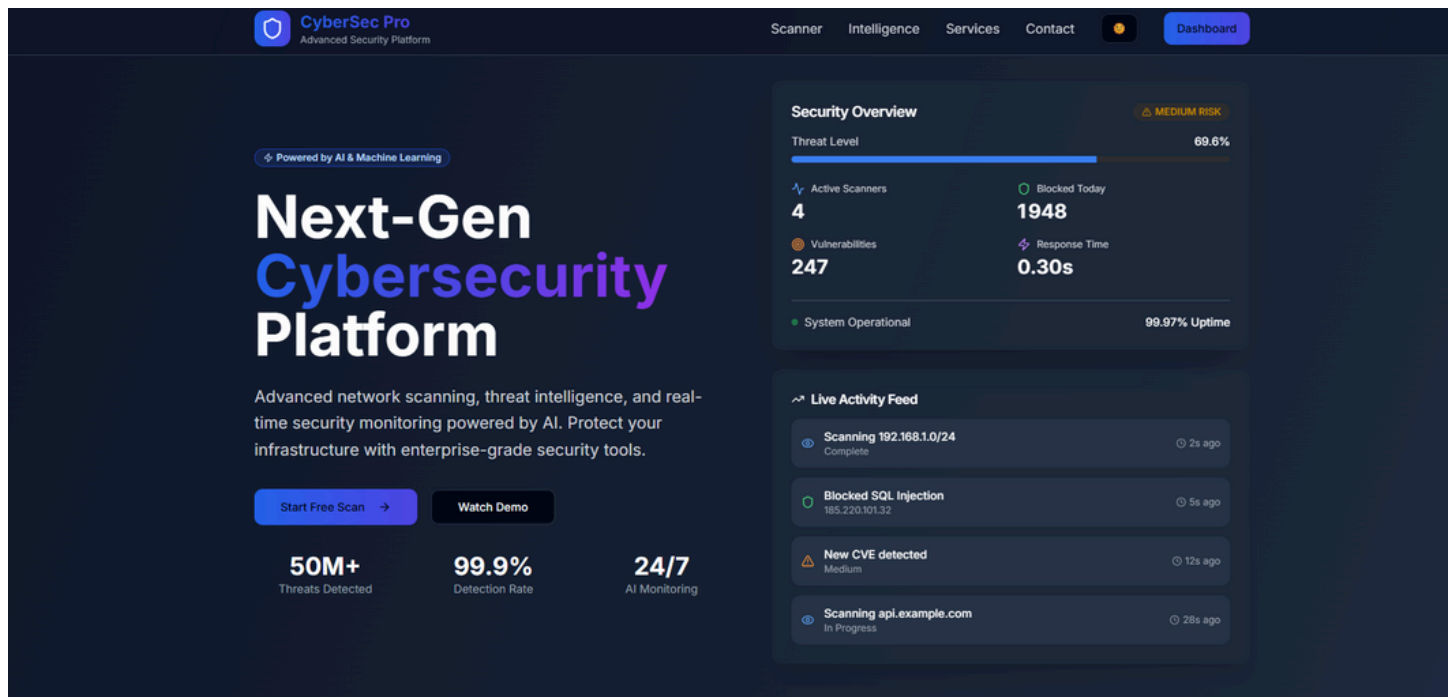 CyberSec Pro
Advanced Security Platform
Scanner
Intelligence
Services
Contact
Dashboard
Powered by AI & Machine Learning
Next-Gen
Cybersecurity
Platform
Advanced network scanning, threat intelligence, and real-
time security monitoring powered by AI. Protect your
infrastructure with enterprise-grade security tools.
Start Free Scan →
Watch Demo
50M+
Threats Detected
99.9%
Detection Rate
24/7
AI Monitoring
Security Overview
MEDIUM RISK
Threat Level
69.6%
Active Scanners
4
Blocked Today
1948
Vulnerabilities
247
Response Time
0.30s
System Operational
99.97% Uptime
Live Activity Feed
Scanning 192.168.1.0/24
Complete
2s ago
Blocked SQL Injection
185.220.101.32
5s ago
New CVE detected
Medium
12s ago
Scanning api.example.com
In Progress
28s ago